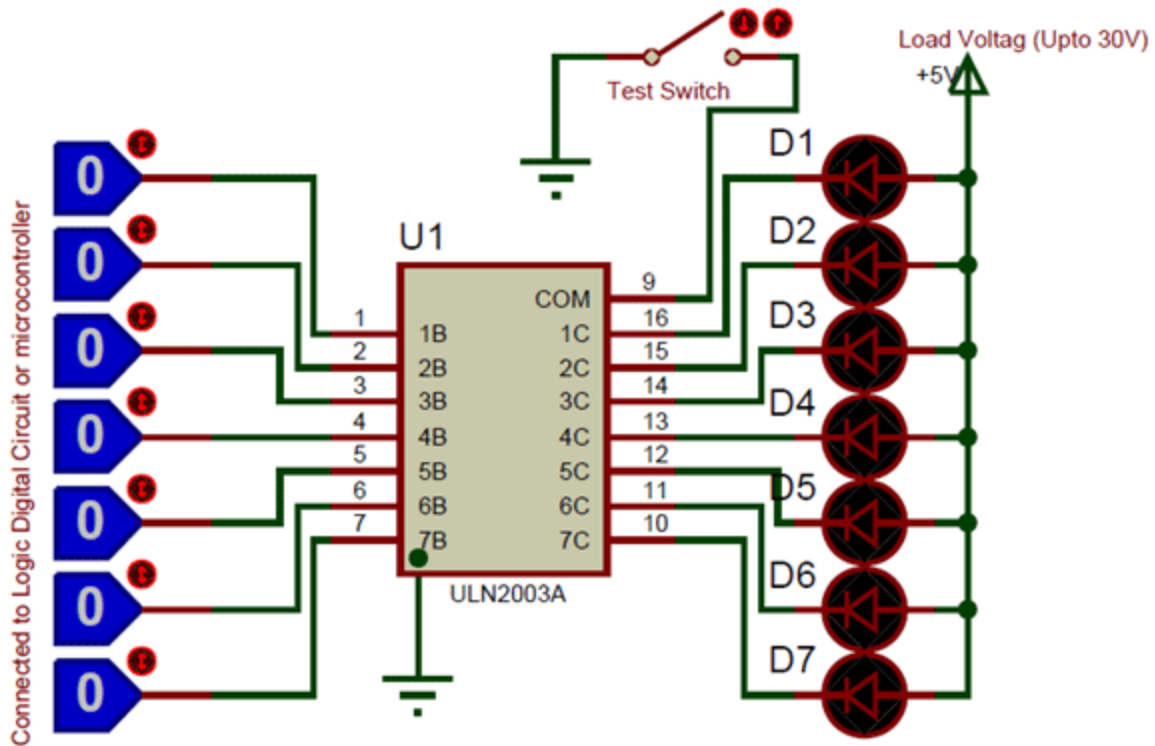 Load Voltag (Upto 30V)
+5V
Test Switch
Connected to Logic Digital Circuit or microcontroller
0
0
0
0
0
0
0
U1
COM
9
1
1B
1C
16
2
2B
2C
15
3
3B
3C
14
4
4B
4C
13
5
5B
5C
12
6
6B
6C
11
7
7B
7C
10
ULN2003A
D1
D2
D3
D4
D5
D6
D7